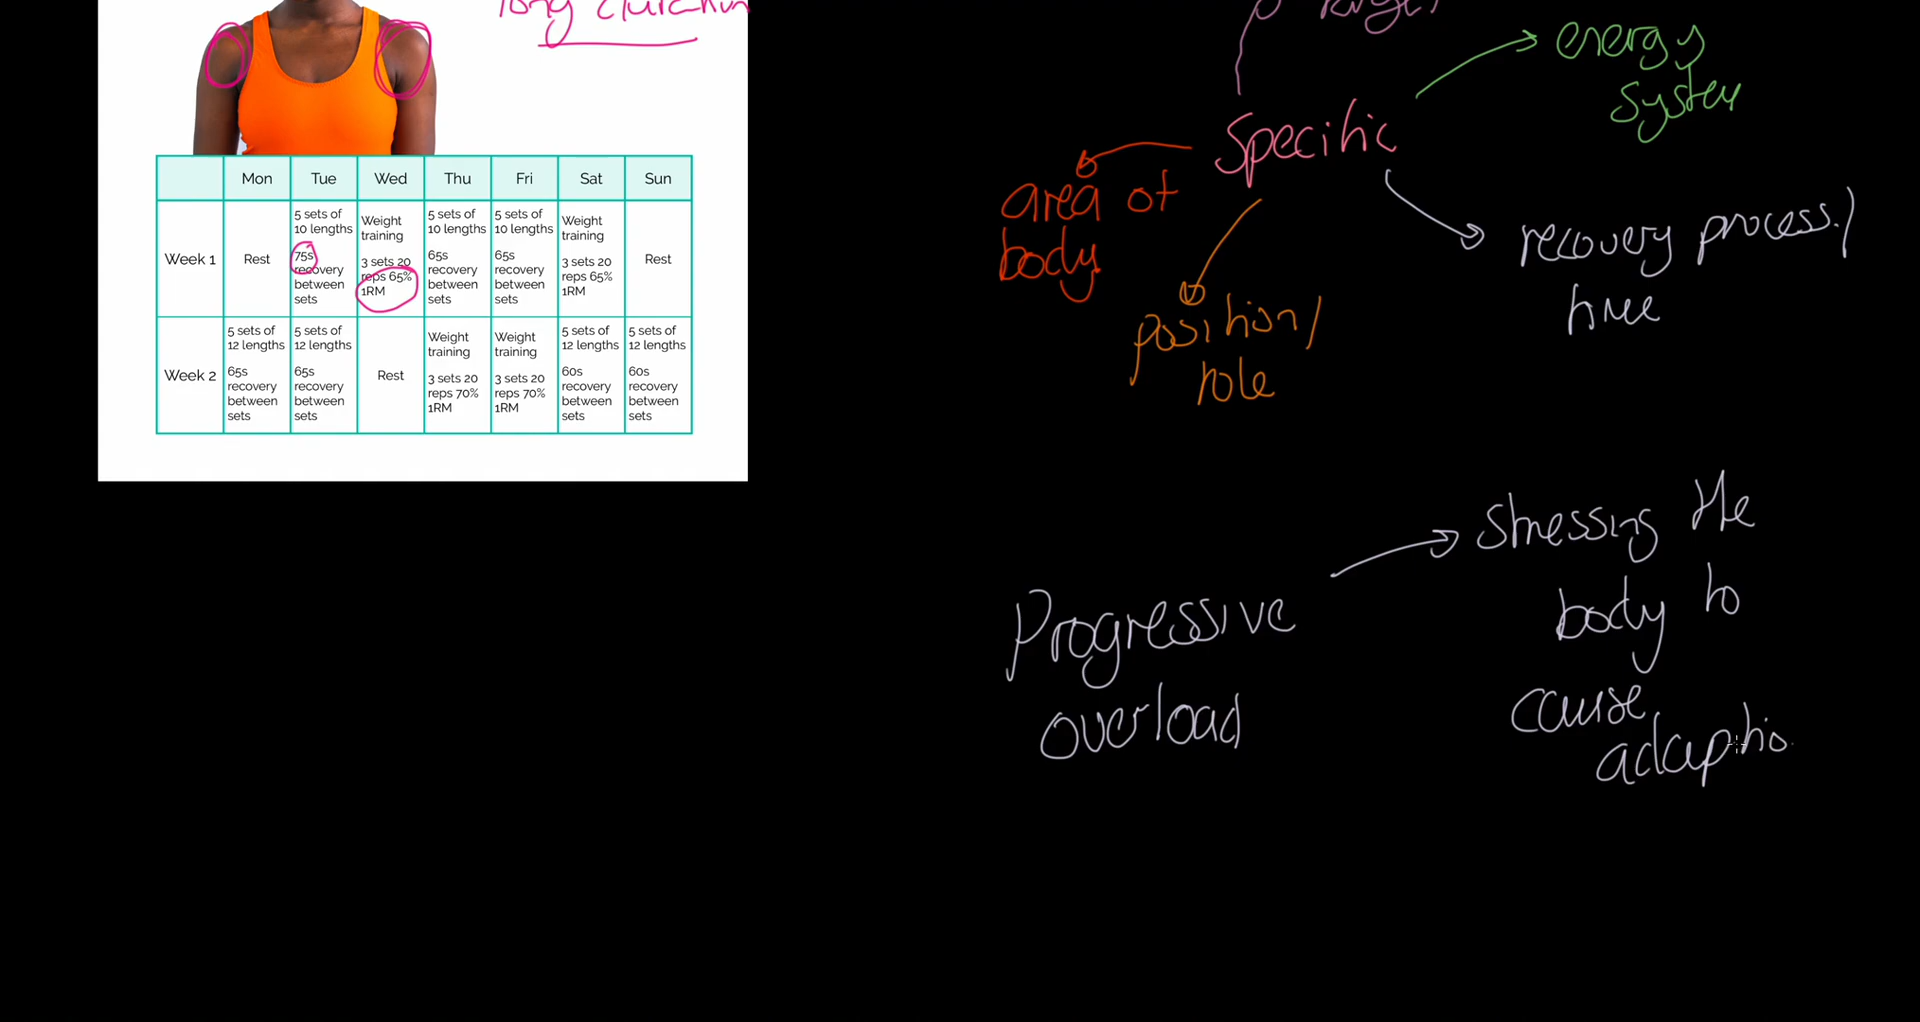 long duration
Mon Tue Wed Thu Fri Sat Sun
Week 1
Rest
5 sets of
10 lengths
75s
recovery
between
sets
Weight
training
3 sets 20
reps 65%
1RM
5 sets of
10 lengths
65s
recovery
between
sets
5 sets of
10 lengths
65s
recovery
between
sets
Weight
training
3 sets 20
reps 65%
1RM
Rest
Week 2
5 sets of
12 lengths
65s
recovery
between
sets
5 sets of
12 lengths
65s
recovery
between
sets
Rest
Weight
training
3 sets 20
reps 70%
1RM
Weight
training
3 sets 20
reps 70%
1RM
5 sets of
12 lengths
60s
recovery
between
sets
5 sets of
12 lengths
60s
recovery
between
sets
energy
system
Specific
area of
body
position/
role
recovery process/
time
Progressive
overload
stressing the
body to
cause
adaptio